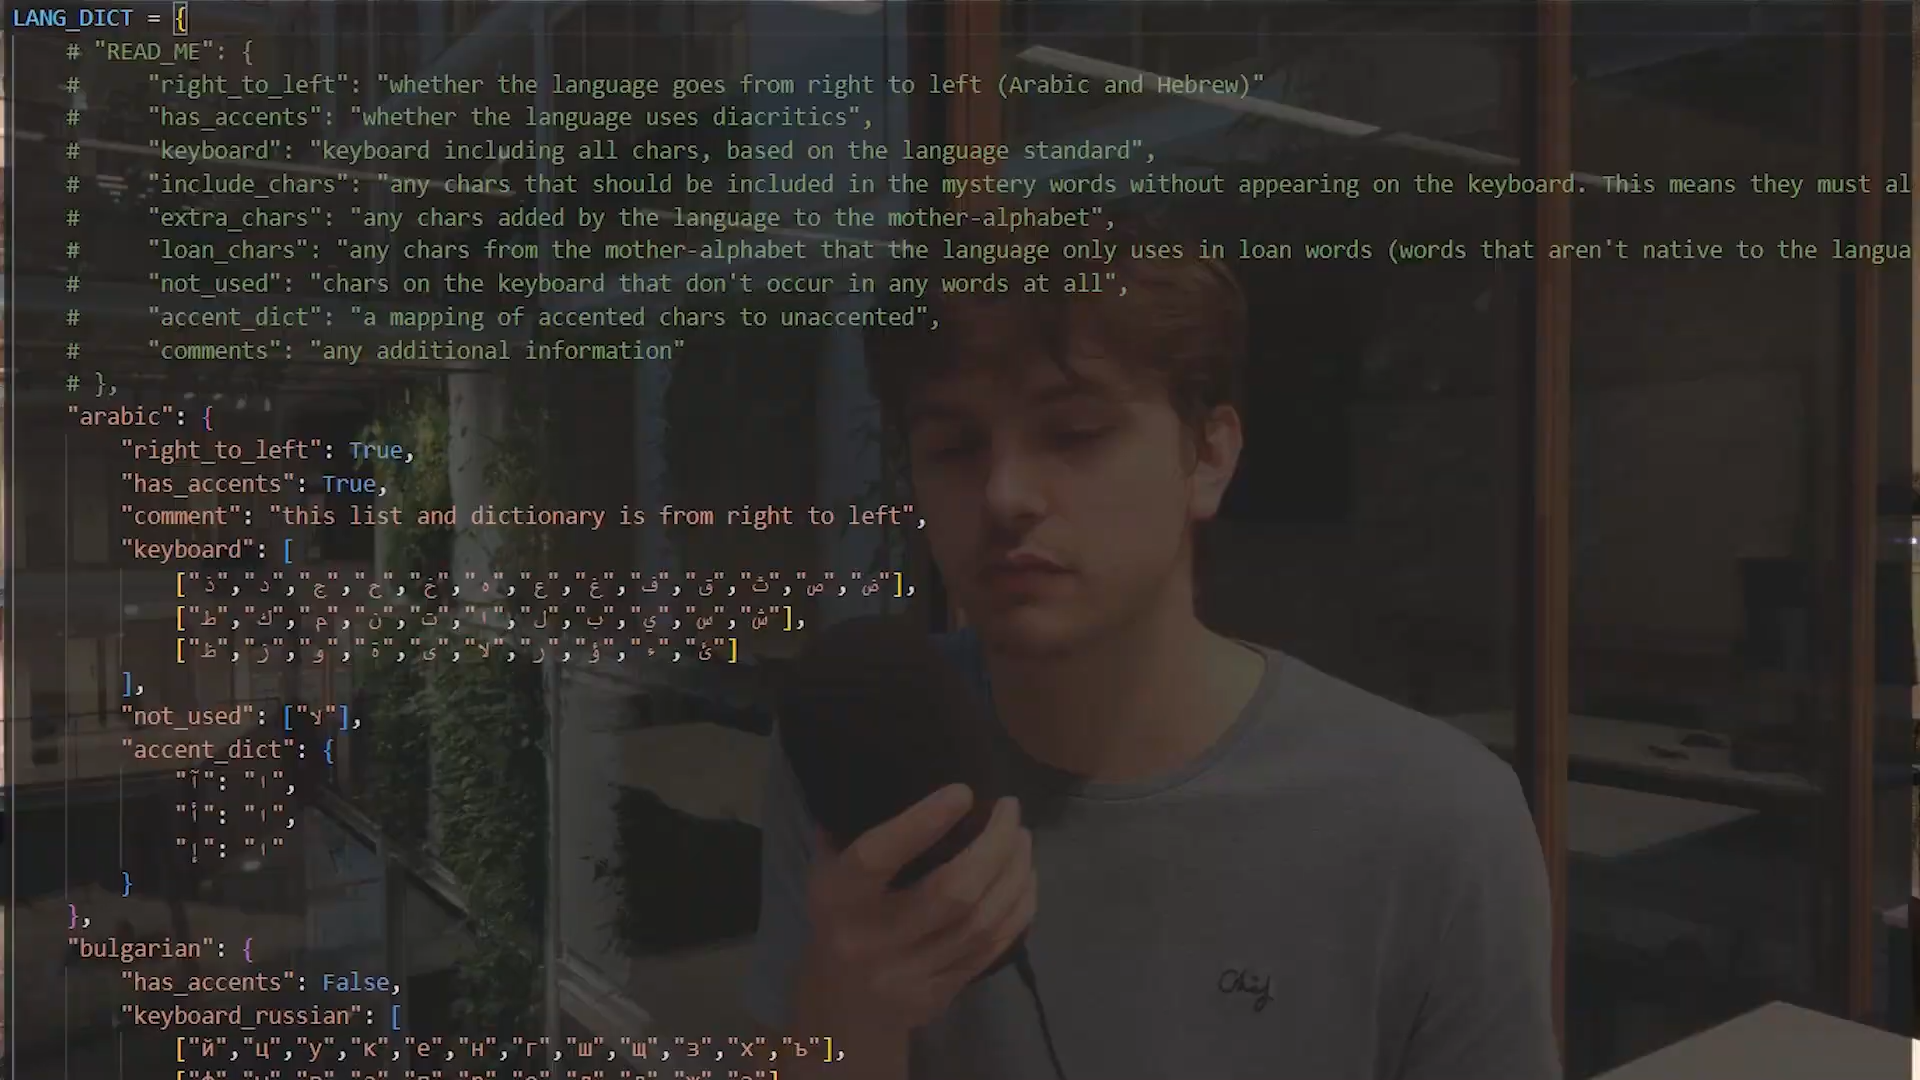 LANG_DICT = {
# "READ_ME": {
# "right_to_left": "whether the language goes from right to left (Arabic and Hebrew)"
# "has_accents": "whether the language uses diacritics",
# "keyboard": "keyboard including all chars, based on the language standard",
# "include_chars": "any chars that should be included in the mystery words without appearing on the keyboard. This means they must al
# "extra_chars": "any chars added by the language to the mother-alphabet",
# "loan_chars": "any chars from the mother-alphabet that the language only uses in loan words (words that aren't native to the langua
# "not_used": "chars on the keyboard that don't occur in any words at all",
# "accent_dict": "a mapping of accented chars to unaccented",
# "comments": "any additional information"
# },
"arabic": {
"right_to_left": True,
"has_accents": True,
"comment": "this list and dictionary is from right to left",
"keyboard": [
["ذ","د","ج","ح","خ","ه","ع","غ","ف","ق","ث","ص","ض"],
["ط","ك","م","ن","ت","ا","ل","ب","ي","س","ش"],
["ظ","ز","و","ة","ى","لا","ر","ؤ","ء","ئ"]
],
"not_used": ["لا"],
"accent_dict": {
"آ": "ا",
"أ": "ا",
"إ": "ا"
}
},
"bulgarian": {
"has_accents": False,
"keyboard_russian": [
["й","ц","у","к","е","н","г","ш","щ","з","х","ъ"],
Chif